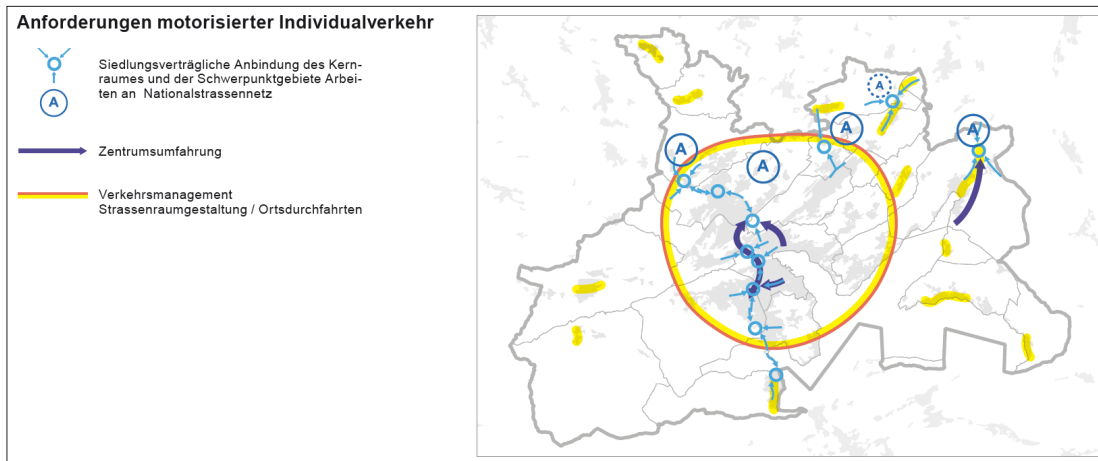 Anforderungen motorisierter Individualverkehr
Siedlungsverträgliche Anbindung des Kern-
raumes und der Schwerpunktgebiete Arbei-
ten an Nationalstrassennetz
A
Zentrumsumfahrung
Verkehrsmanagement
Strassenraumgestaltung / Ortsdurchfahrten
A
A
A
A
A